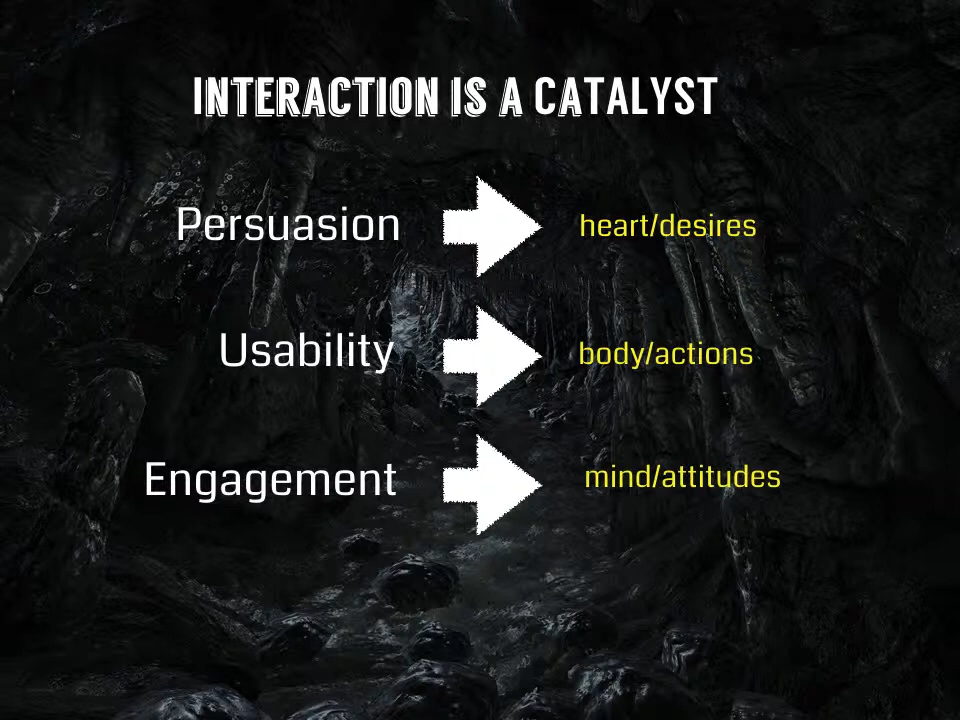 INTERACTION IS A CATALYST
Persuasion heart/desires
Usability body/actions
Engagement mind/attitudes